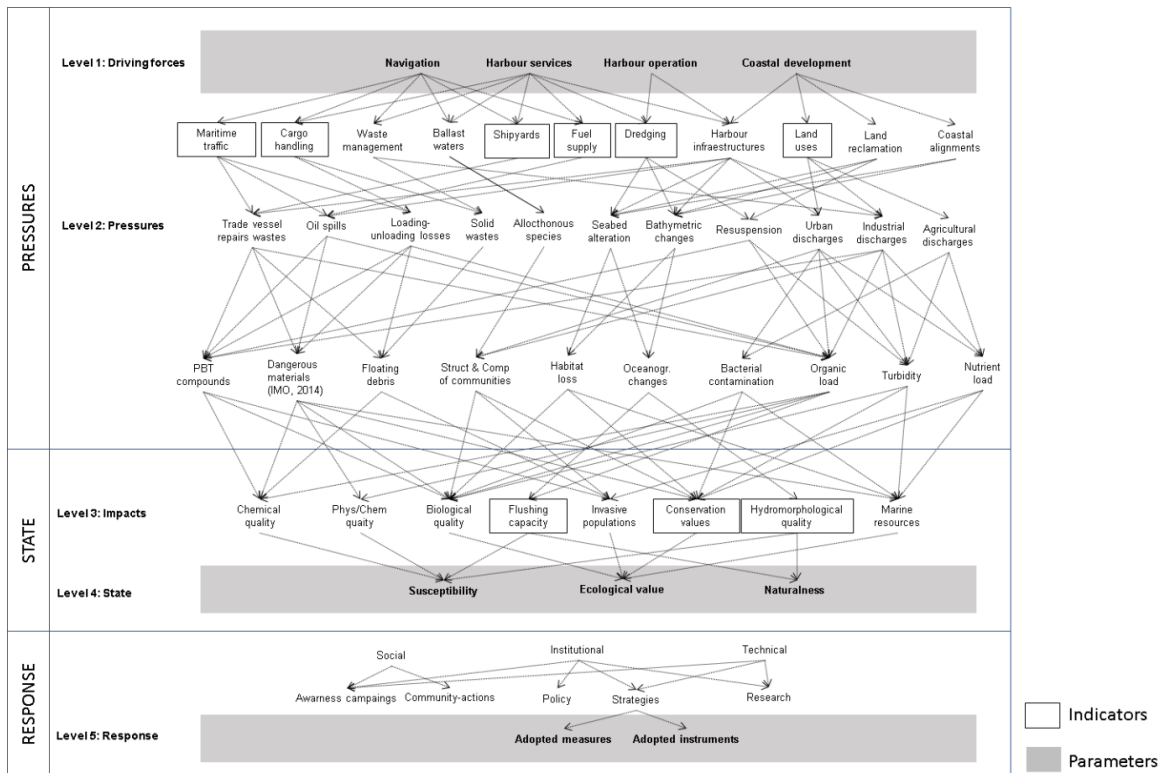 PRESSURES
Level 1: Driving forces
Navigation
Harbour services
Harbour operation
Coastal development
Maritime
traffic
Cargo
handling
Waste
management
Ballast
waters
Shipyards
Fuel
supply
Dredging
Harbour
infraestructures
Land
uses
Land
reclamation
Coastal
alignments
Level 2: Pressures
Trade vessel
repairs wastes
Oil spills
Loading-
unloading losses
Solid
wastes
Allocthonous
species
Seabed
alteration
Bathymetric
changes
Resuspension
Urban
discharges
Industrial
discharges
Agricultural
discharges
PBT
compounds
Dangerous
materials
(IMO, 2014)
Floating
debris
Struct & Comp
of communities
Habitat
loss
Oceanogr.
changes
Bacterial
contamination
Organic
load
Turbidity
Nutrient
load
STATE
Level 3: Impacts
Chemical
quality
Phys/Chem
quaity
Biological
quality
Flushing
capacity
Invasive
populations
Conservation
values
Hydromorphological
quality
Marine
resources
Level 4: State
Susceptibility
Ecological value
Naturalness
RESPONSE
Social
Institutional
Technical
Awarness campaings
Community-actions
Policy
Strategies
Research
Level 5: Response
Adopted measures
Adopted instruments
Indicators
Parameters